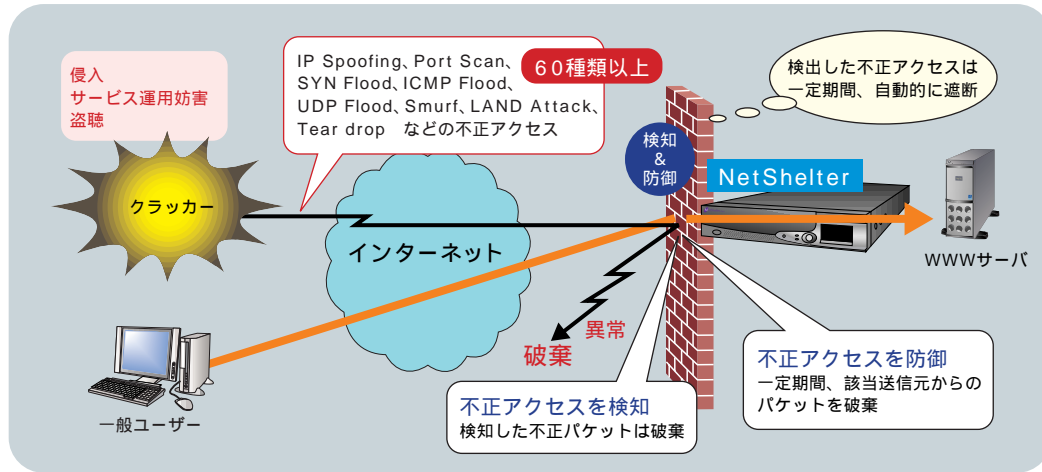 侵入
サービス運用妨害
盗聴
クラッカー
IP Spoofing、Port Scan、
SYN Flood、ICMP Flood、
UDP Flood、Smurf、LAND Attack、
Tear drop などの不正アクセス
60種類以上
検出した不正アクセスは
一定期間、自動的に遮断
検知
&
防御
NetShelter
WWWサーバ
インターネット
異常
破棄
一般ユーザー
不正アクセスを検知
検知した不正パケットは破棄
不正アクセスを防御
一定期間、該当送信元からの
パケットを破棄